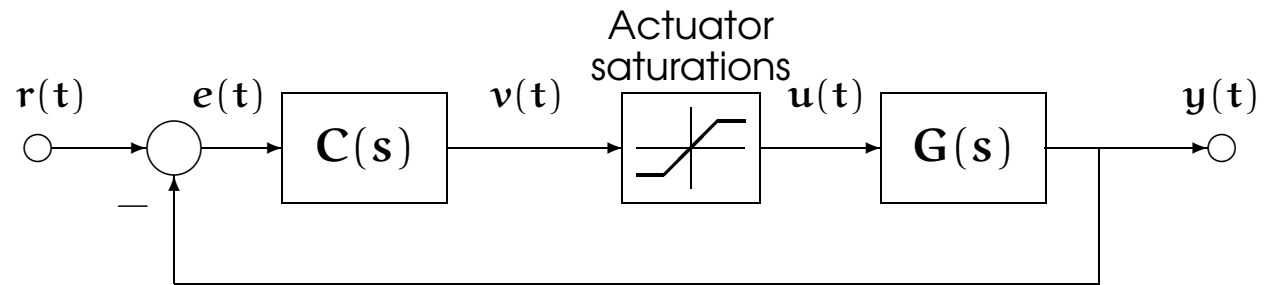 Actuator
saturations
r(t)
e(t)
v(t)
u(t)
y(t)
C(s)
G(s)
−